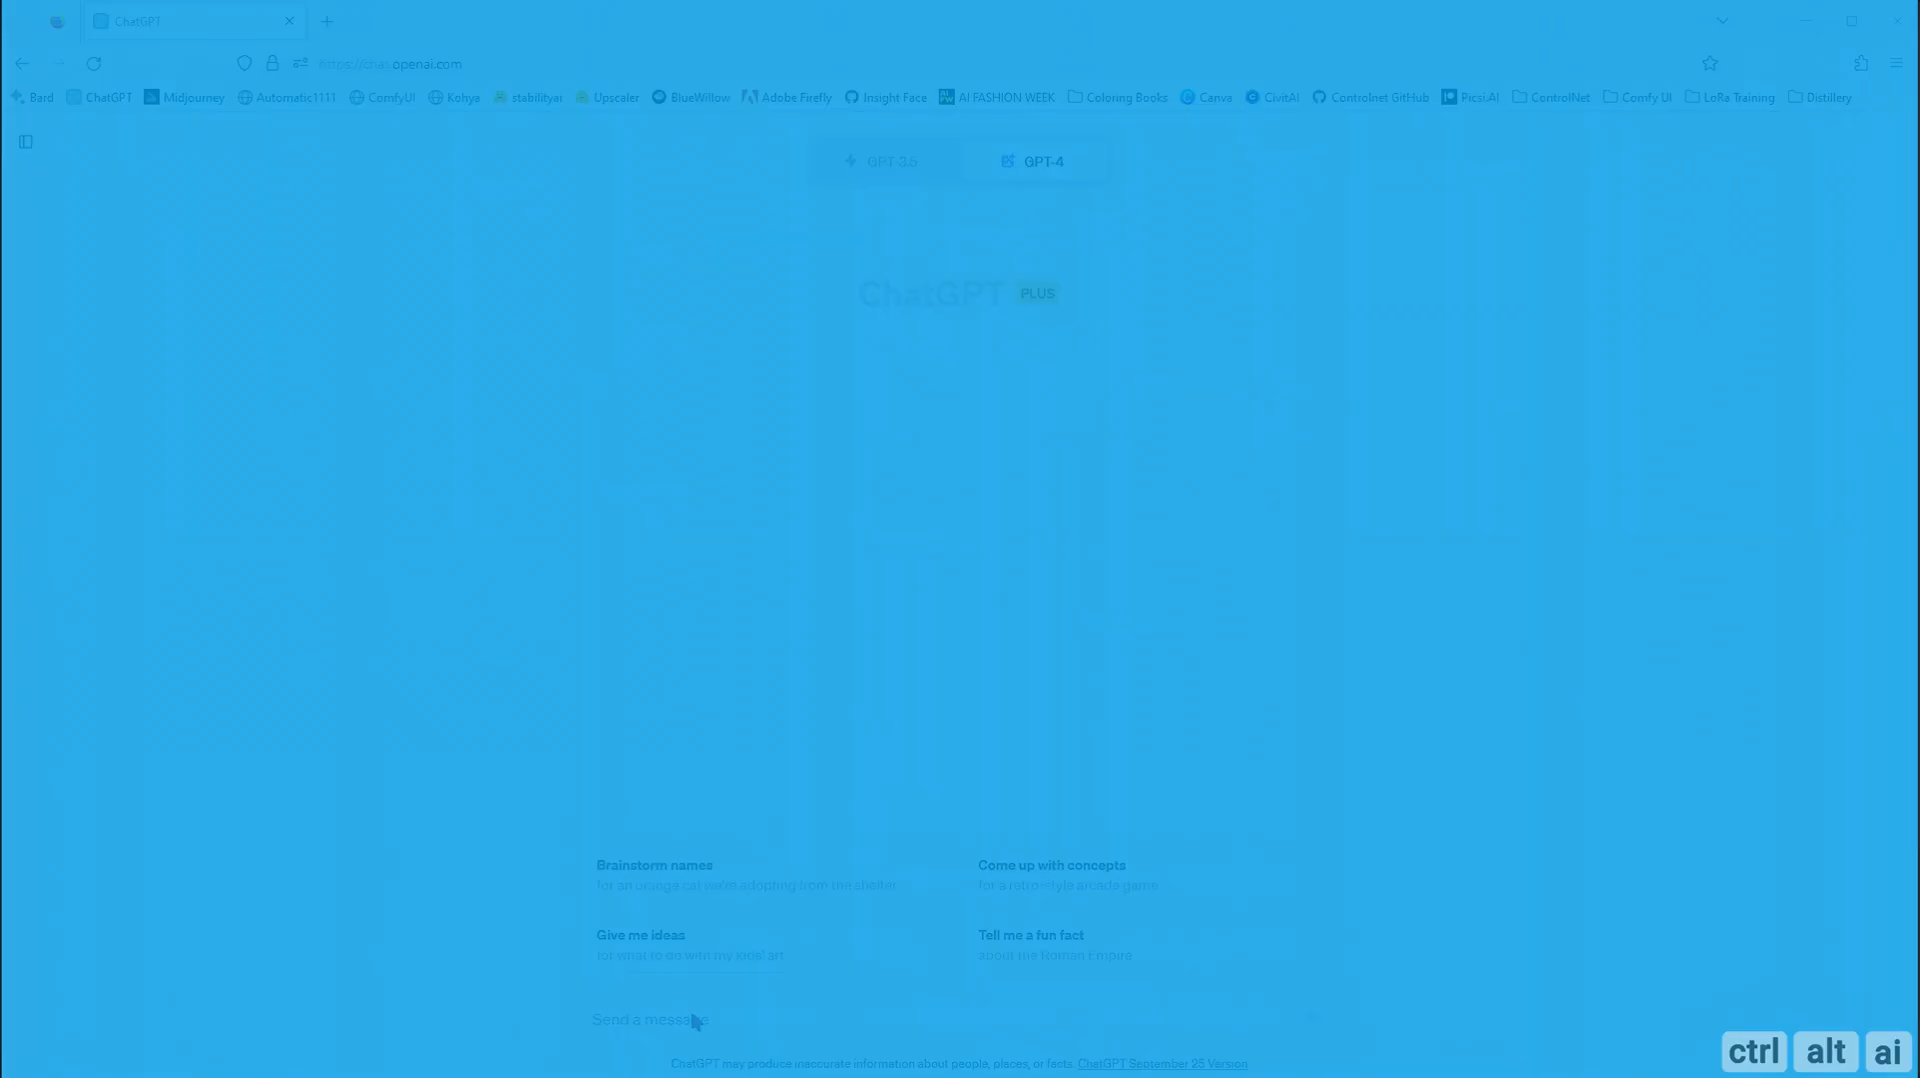 ChatGPT
https://chat.openai.com
Bard ChatGPT Midjourney Automatic1111 ComfyUI Kohya stabilityai Upscaler BlueWillow Adobe Firefly Insight Face AI FASHION WEEK Coloring Books Canva CivitAI Controlnet GitHub Picsi.AI ControlNet Comfy UI LoRa Training Distillery
GPT-3.5 GPT-4
ChatGPT PLUS
Brainstorm names
for an orange cat we're adopting from the shelter
Come up with concepts
for a retro-style arcade game
Give me ideas
for what to do with my kids' art
Tell me a fun fact
about the Roman Empire
Send a message
ChatGPT may produce inaccurate information about people, places, or facts. ChatGPT September 25 Version
ctrl alt ai